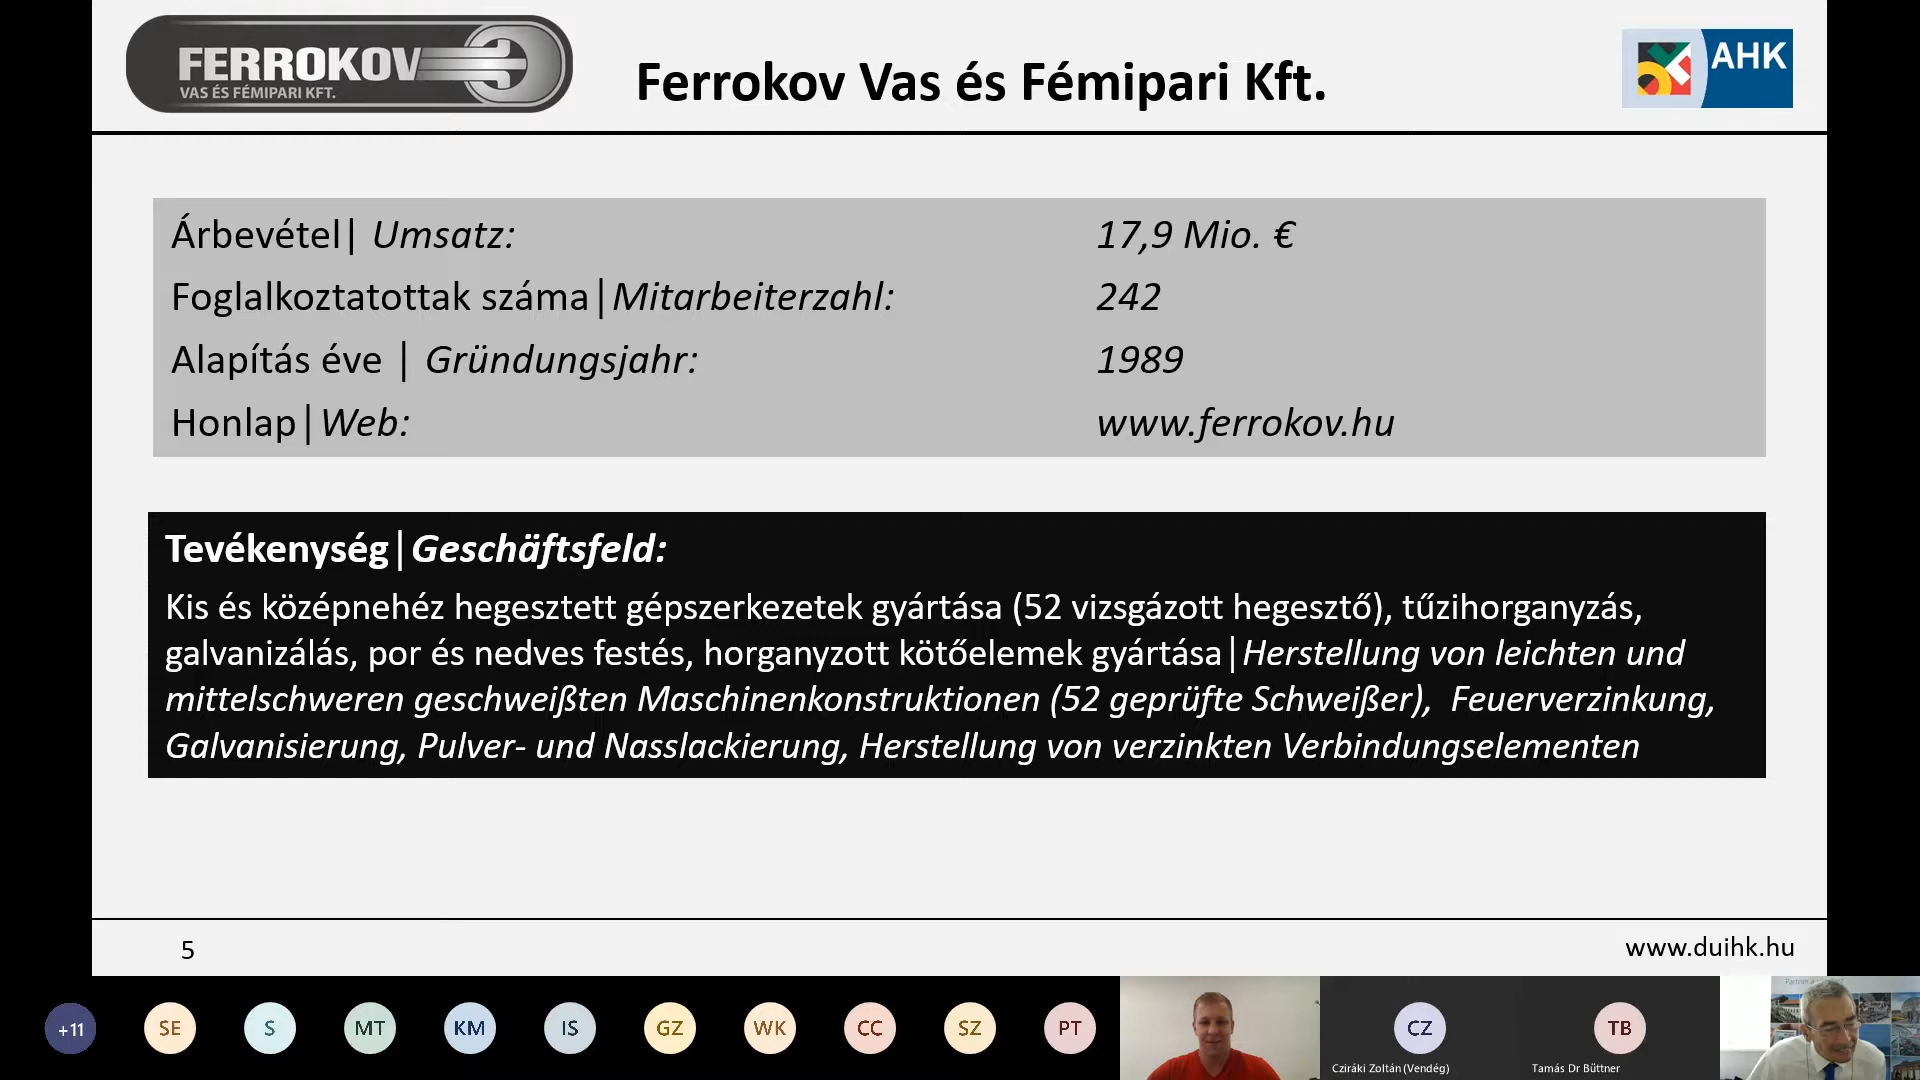 FERROKOV
VAS ÉS FÉMIPARI KFT.
Ferrokov Vas és Fémipari Kft.
AHK
Árbevétel| Umsatz: 17,9 Mio. €
Foglalkoztatottak száma|Mitarbeiterzahl: 242
Alapítás éve | Gründungsjahr: 1989
Honlap|Web: www.ferrokov.hu
Tevékenység|Geschäftsfeld:
Kis és középnehéz hegesztett gépszerkezetek gyártása (52 vizsgázott hegesztő), tűzihorganyzás,
galvanizálás, por és nedves festés, horganyzott kötőelemek gyártása|Herstellung von leichten und
mittelschweren geschweißten Maschinenkonstruktionen (52 geprüfte Schweißer), Feuerverzinkung,
Galvanisierung, Pulver- und Nasslackierung, Herstellung von verzinkten Verbindungselementen
5 www.duihk.hu
+11 SE S MT KM IS GZ WK CC SZ PT CZ TB
Cziráki Zoltán (Vendég) Tamás Dr Büttner